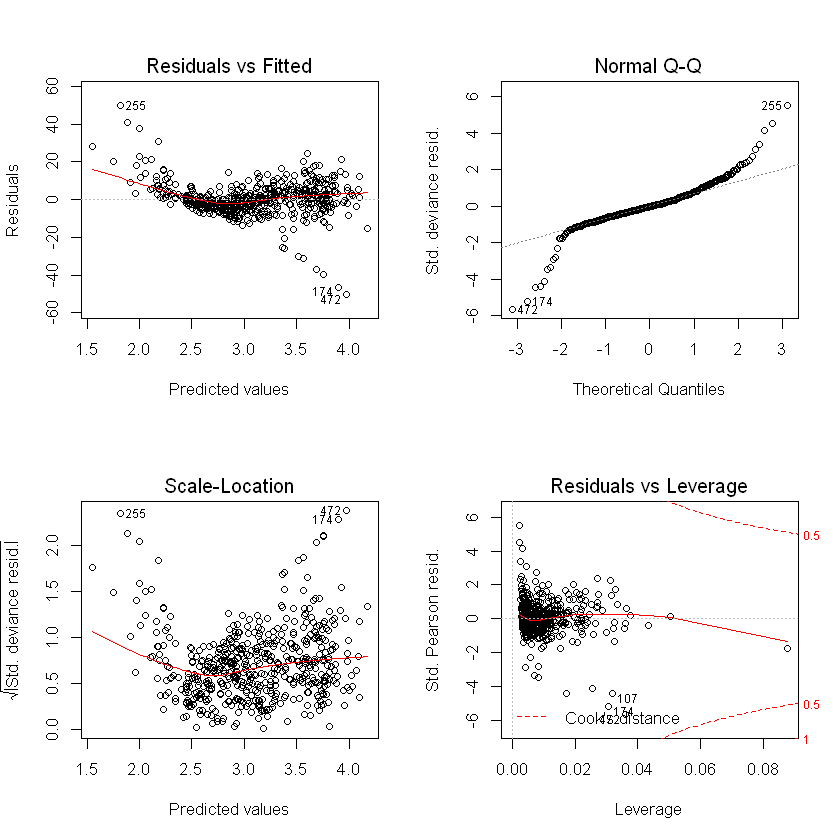 Residuals vs Fitted
Residuals
60
40
20
0
-20
-40
-60
255
174
472
1.5 2.0 2.5 3.0 3.5 4.0
Predicted values
Normal Q-Q
Std. deviance resid.
6
4
2
0
-2
-4
-6
255
174
472
-3 -2 -1 0 1 2 3
Theoretical Quantiles
Scale-Location
√|Std. deviance resid.|
2.0
1.5
1.0
0.5
0.0
255
472
174
1.5 2.0 2.5 3.0 3.5 4.0
Predicted values
Residuals vs Leverage
Std. Pearson resid.
6
4
2
0
-2
-4
-6
0.5
0.5
1
107
174
472
Cook's distance
0.00 0.02 0.04 0.06 0.08
Leverage